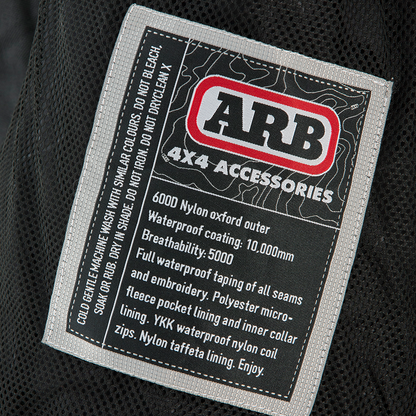 COLD GENTLE MACHINE WASH WITH SIMILAR COLOURS. DO NOT BLEACH,
SOAK OR RUB. DRY IN SHADE. DO NOT IRON. DO NOT DRYCLEAN X
ARB
4X4 ACCESSORIES
600D Nylon oxford outer
Waterproof coating: 10,000mm
Breathability: 5000
Full waterproof taping of all seams
and embroidery. Polyester micro-
fleece pocket lining and inner collar
lining. YKK waterproof nylon coil
zips. Nylon taffeta lining. Enjoy.